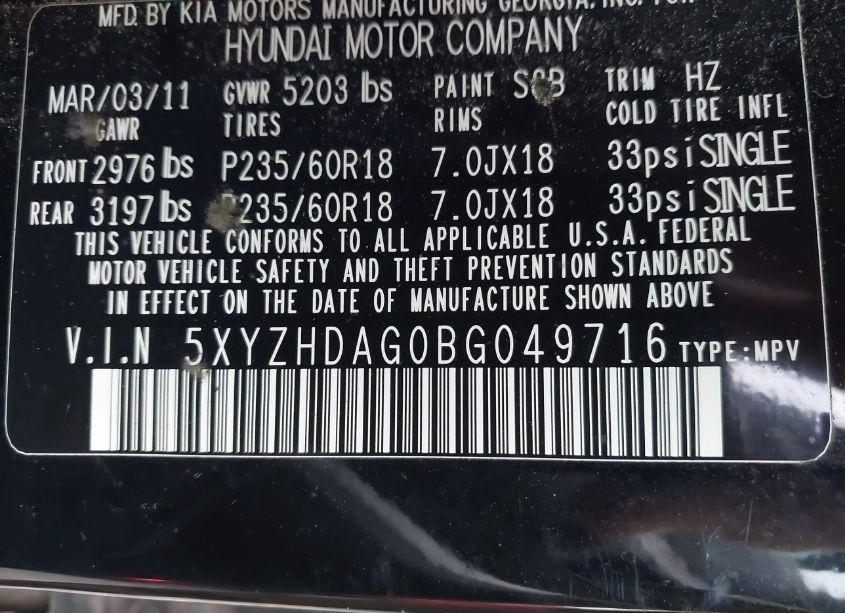 MFD. BY KIA MOTORS MANUFACTURING GEORGIA, INC. FOR
HYUNDAI MOTOR COMPANY
MAR/03/11 GVWR 5203 lbs PAINT TRIM HZ
GAWR TIRES RIMS COLD TIRE INFL
FRONT 2976 lbs P235/60R18 7.0JX18 33psi SINGLE
REAR 3197 lbs P235/60R18 7.0JX18 33psi SINGLE
THIS VEHICLE CONFORMS TO ALL APPLICABLE U.S.A. FEDERAL
MOTOR VEHICLE SAFETY AND THEFT PREVENTION STANDARDS
IN EFFECT ON THE DATE OF MANUFACTURE SHOWN ABOVE
V.I.N 5XYZHDAG0BG049716 TYPE:MPV